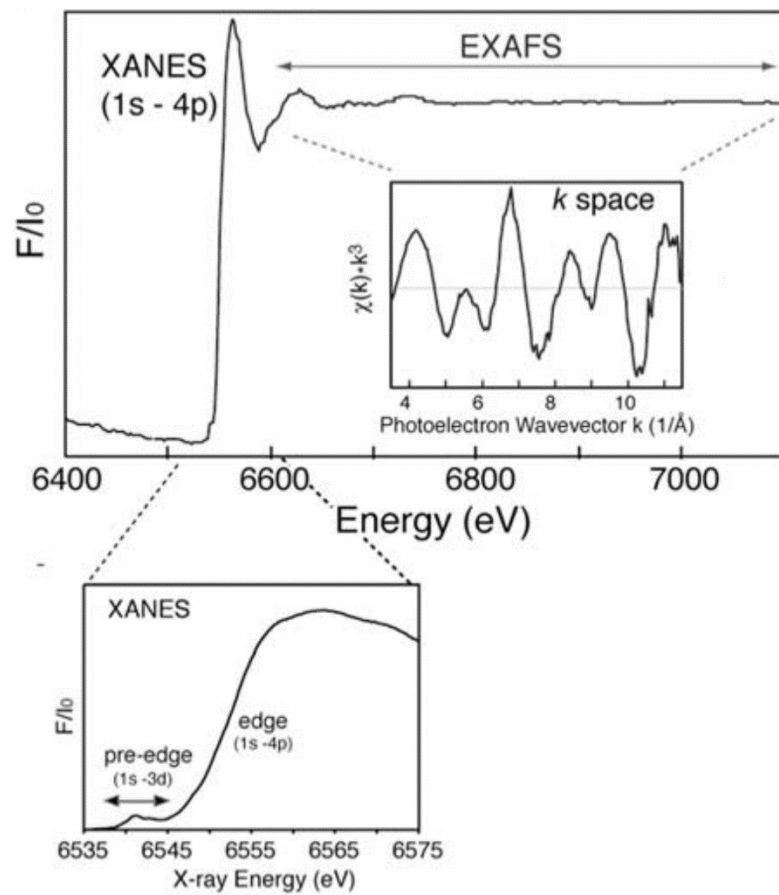 EXAFS
XANES
(1s - 4p)
F/I0
k space
χ(k)*k3
4 6 8 10
Photoelectron Wavevector k (1/Å)
6400 6600 6800 7000
Energy (eV)
XANES
F/I0
edge
(1s -4p)
pre-edge
(1s -3d)
6535 6545 6555 6565 6575
X-ray Energy (eV)